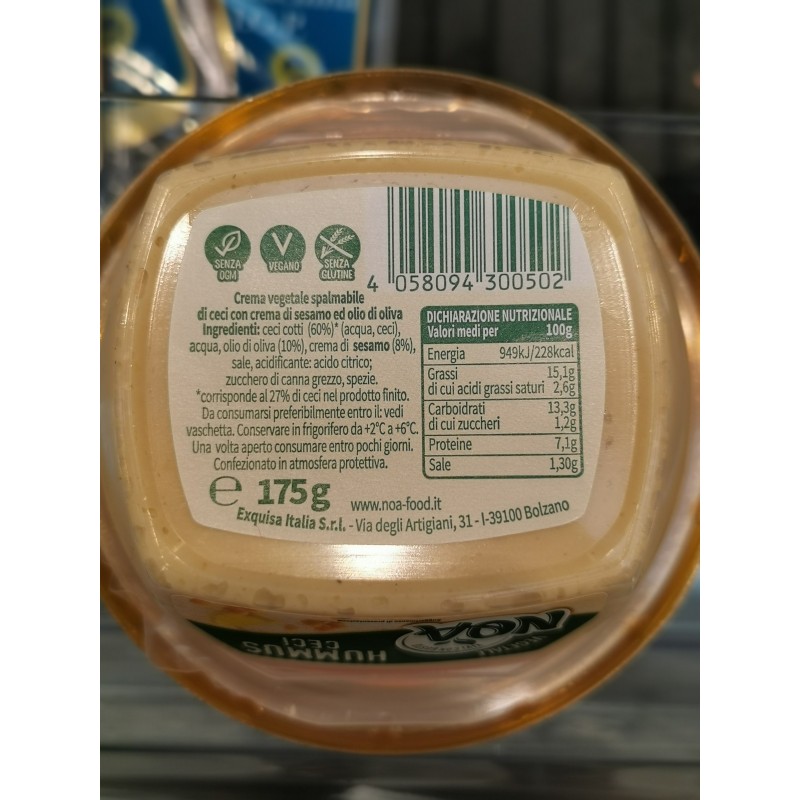 SENZA
OGM
VEGANO
SENZA
GLUTINE
4 058094 300502
Crema vegetale spalmabile
di ceci con crema di sesamo ed olio di oliva
Ingredienti: ceci cotti (60%)* (acqua, ceci),
acqua, olio di oliva (10%), crema di sesamo (8%),
sale, acidificante: acido citrico;
zucchero di canna grezzo, spezie.
*corrisponde al 27% di ceci nel prodotto finito.
Da consumarsi preferibilmente entro il: vedi
vaschetta. Conservare in frigorifero da +2°C a +6°C.
Una volta aperto consumare entro pochi giorni.
Confezionato in atmosfera protettiva.
DICHIARAZIONE NUTRIZIONALE
Valori medi per 100g
Energia 949kJ/228kcal
Grassi 15,1g
di cui acidi grassi saturi 2,6g
Carboidrati 13,3g
di cui zuccheri 1,2g
Proteine 7,1g
Sale 1,30g
e 175g
www.noa-food.it
Exquisa Italia S.r.l. - Via degli Artigiani, 31 - I-39100 Bolzano
NOA
VEGETALE
HUMMUS
CECI